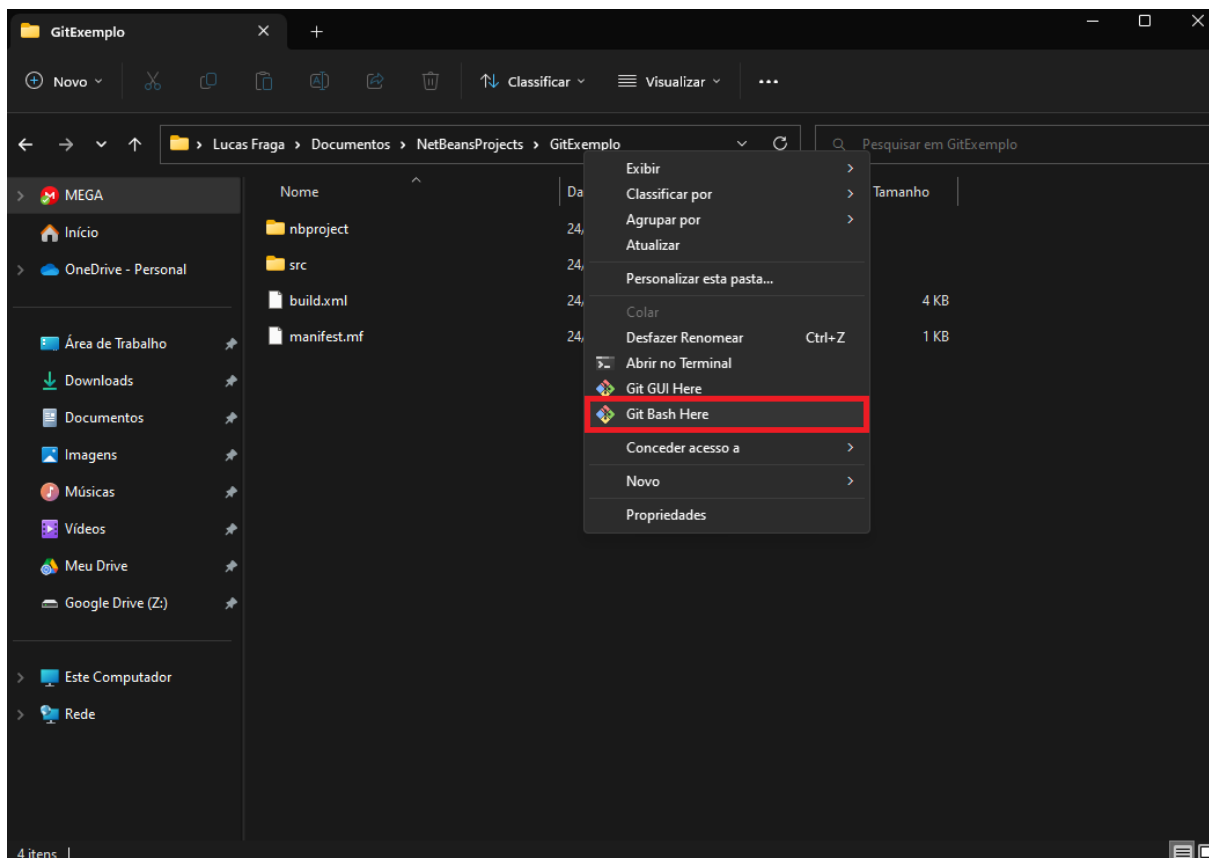 GitExemplo
Novo
Classificar
Visualizar
Lucas Fraga > Documentos > NetBeansProjects > GitExemplo
Pesquisar em GitExemplo
MEGA
Início
OneDrive - Personal
Área de Trabalho
Downloads
Documentos
Imagens
Músicas
Vídeos
Meu Drive
Google Drive (Z:)
Este Computador
Rede
Nome
Da
Tamanho
nbproject
24/
src
24/
build.xml
24/
4 KB
manifest.mf
24/
1 KB
Exibir
Classificar por
Agrupar por
Atualizar
Personalizar esta pasta...
Colar
Desfazer Renomear Ctrl+Z
Abrir no Terminal
Git GUI Here
Git Bash Here
Conceder acesso a
Novo
Propriedades
4 itens